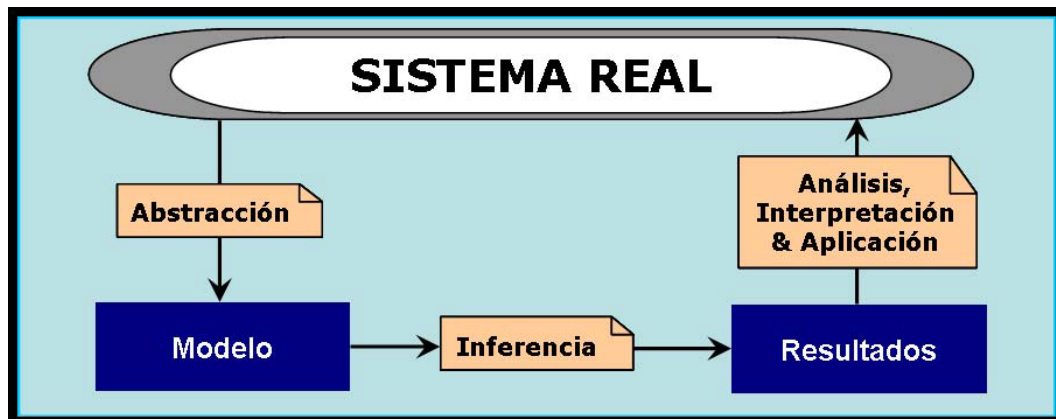 SISTEMA REAL
Abstracción
Modelo
Inferencia
Análisis,
Interpretación
& Aplicación
Resultados